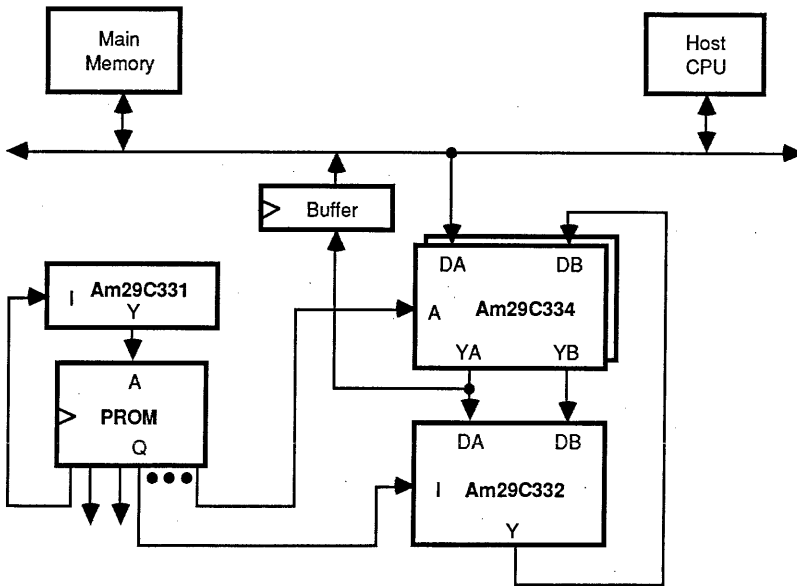 Main
Memory
Host
CPU
Buffer
DA
DB
Am29C331
I
Y
A
Am29C334
YA
YB
A
PROM
Q
DA
DB
I
Am29C332
Y